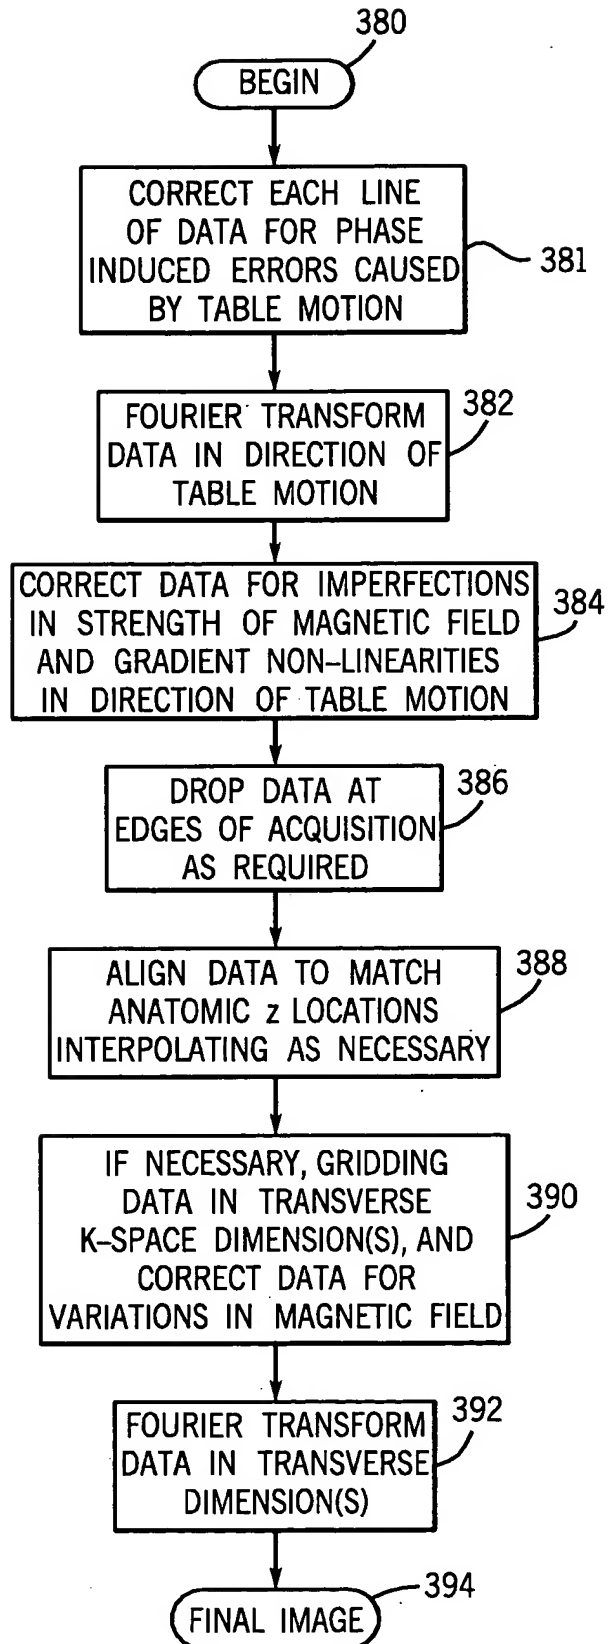 380
BEGIN
CORRECT EACH LINE
OF DATA FOR PHASE
INDUCED ERRORS CAUSED
BY TABLE MOTION
381
382
FOURIER TRANSFORM
DATA IN DIRECTION OF
TABLE MOTION
CORRECT DATA FOR IMPERFECTIONS
IN STRENGTH OF MAGNETIC FIELD
AND GRADIENT NON-LINEARITIES
IN DIRECTION OF TABLE MOTION
384
DROP DATA AT
EDGES OF ACQUISITION
AS REQUIRED
386
ALIGN DATA TO MATCH
ANATOMIC z LOCATIONS
INTERPOLATING AS NECESSARY
388
IF NECESSARY, GRIDDING
DATA IN TRANSVERSE
K-SPACE DIMENSION(S), AND
CORRECT DATA FOR
VARIATIONS IN MAGNETIC FIELD
390
FOURIER TRANSFORM
DATA IN TRANSVERSE
DIMENSION(S)
392
394
FINAL IMAGE